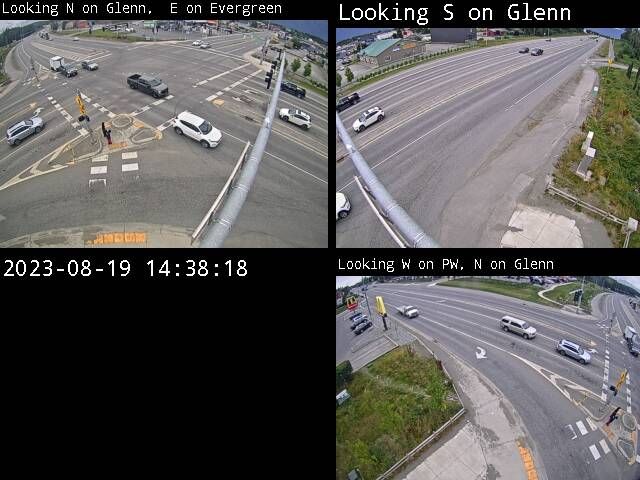 Looking N on Glenn, E on Evergreen
Looking S on Glenn
2023-08-19 14:38:18
Looking W on PW, N on Glenn